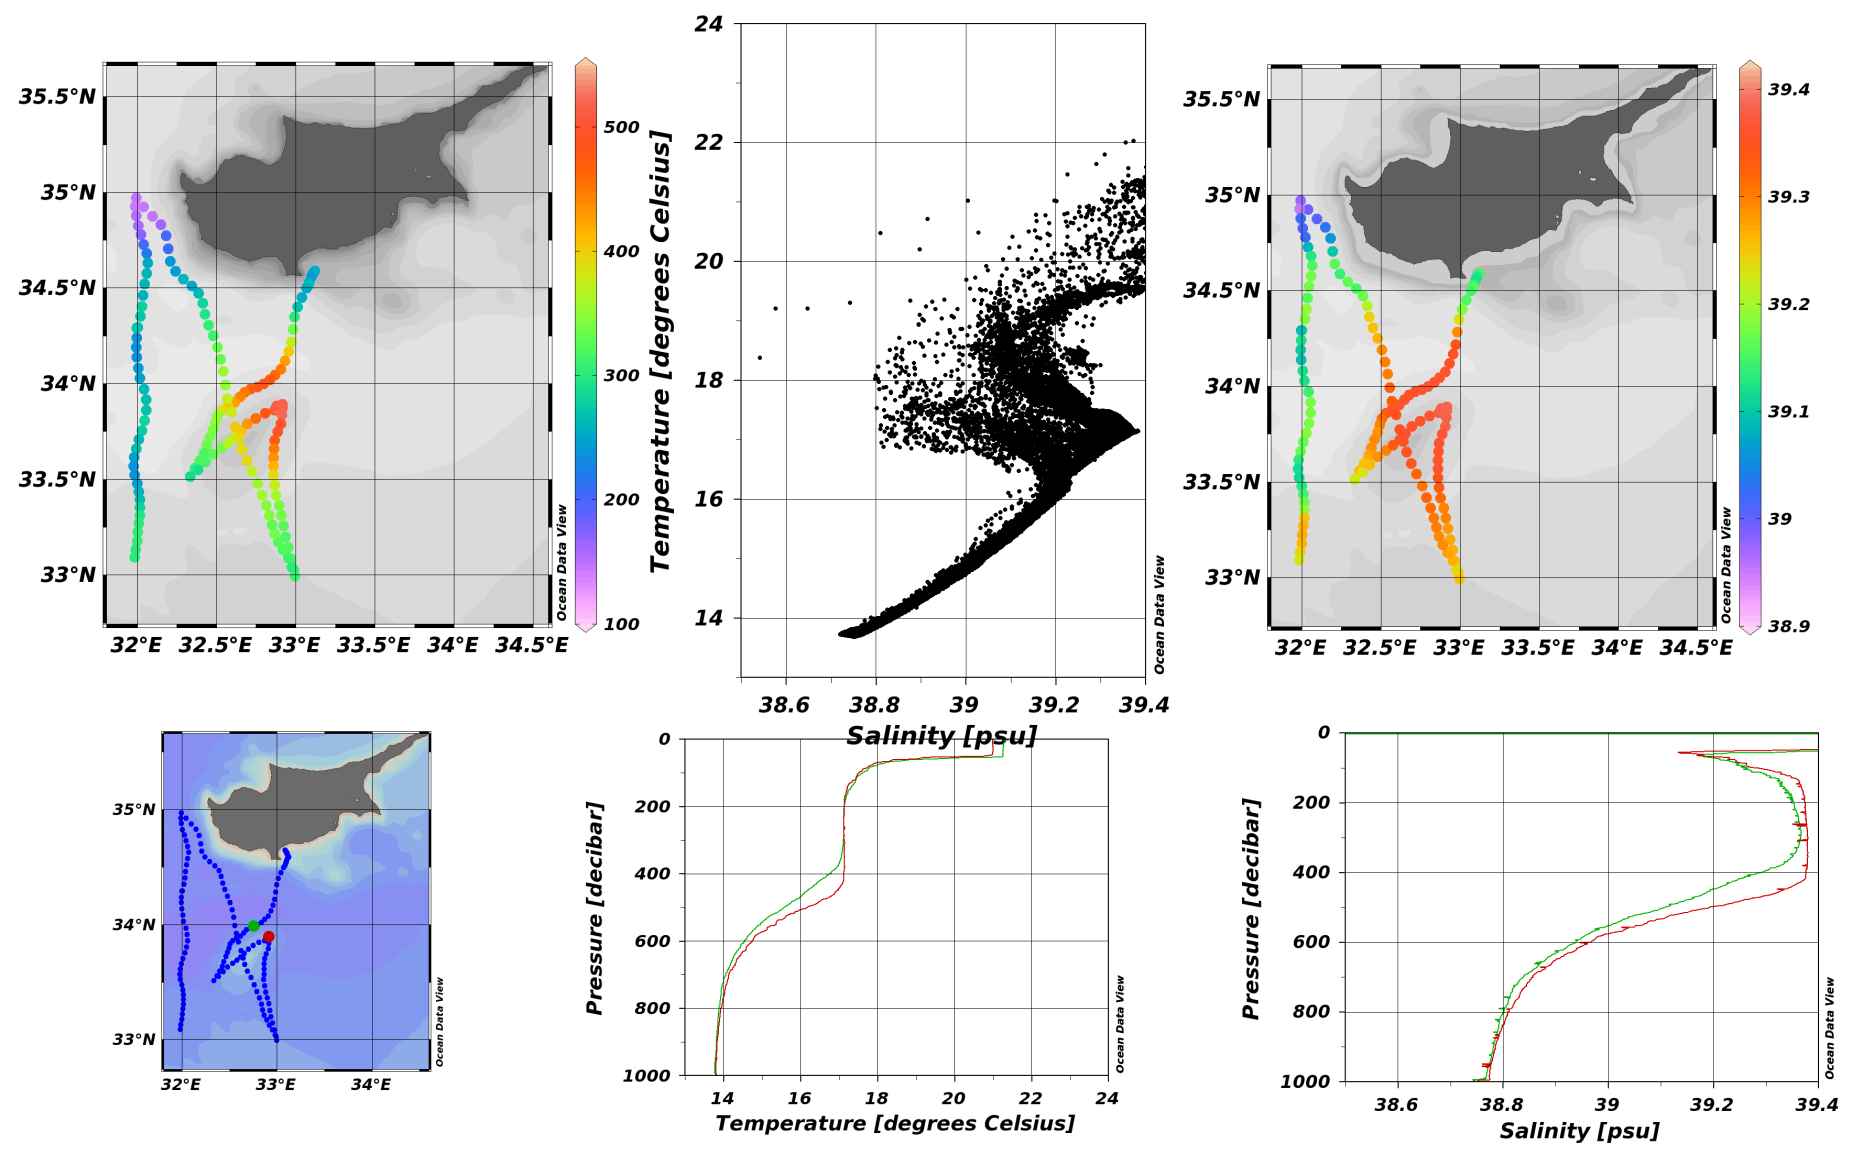 35.5°N
35°N
34.5°N
34°N
33.5°N
33°N
32°E 32.5°E 33°E 33.5°E 34°E 34.5°E
500
400
300
200
100
Ocean Data View
24
22
20
18
16
14
Temperature [degrees Celsius]
38.6 38.8 39 39.2 39.4
Salinity [psu]
Ocean Data View
35.5°N
35°N
34.5°N
34°N
33.5°N
33°N
32°E 32.5°E 33°E 33.5°E 34°E 34.5°E
39.4
39.3
39.2
39.1
39
38.9
Ocean Data View
35°N
34°N
33°N
32°E 33°E 34°E
Ocean Data View
0
200
400
600
800
1000
Pressure [decibar]
14 16 18 20 22 24
Temperature [degrees Celsius]
Ocean Data View
0
200
400
600
800
1000
Pressure [decibar]
38.6 38.8 39 39.2 39.4
Salinity [psu]
Ocean Data View